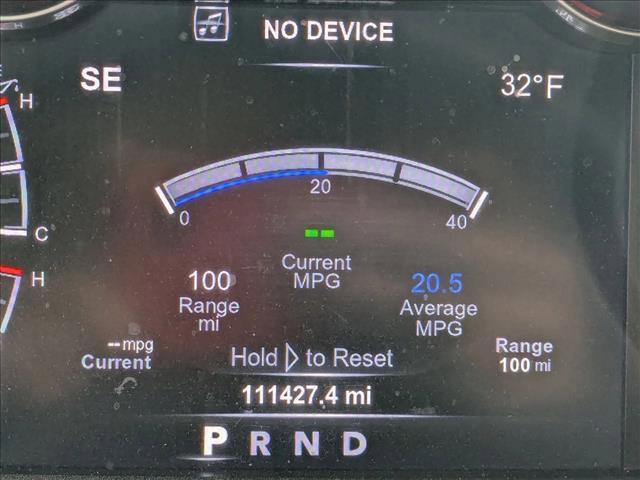 NO DEVICE
SE
32°F
H
C
H
0
20
40
--
Current
MPG
100
Range
mi
20.5
Average
MPG
--mpg
Current
Hold ▷ to Reset
Range
100 mi
111427.4 mi
P R N D